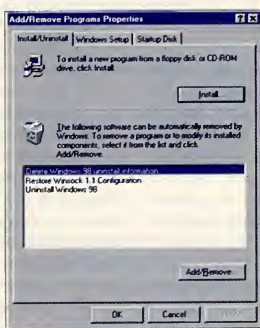 Add/Remove Programs Properties
Install/Uninstall Windows Setup Startup Disk
To install a new program from a floppy disk or CD-ROM
drive, click Install.
Install...
The following software can be automatically removed by
Windows. To remove a program or to modify its installed
components, select it from the list and click
Add/Remove.
Delete Windows 98 uninstall information
Restore Winsock 1.1 Configuration
Uninstall Windows 98
Add/Remove...
OK Cancel